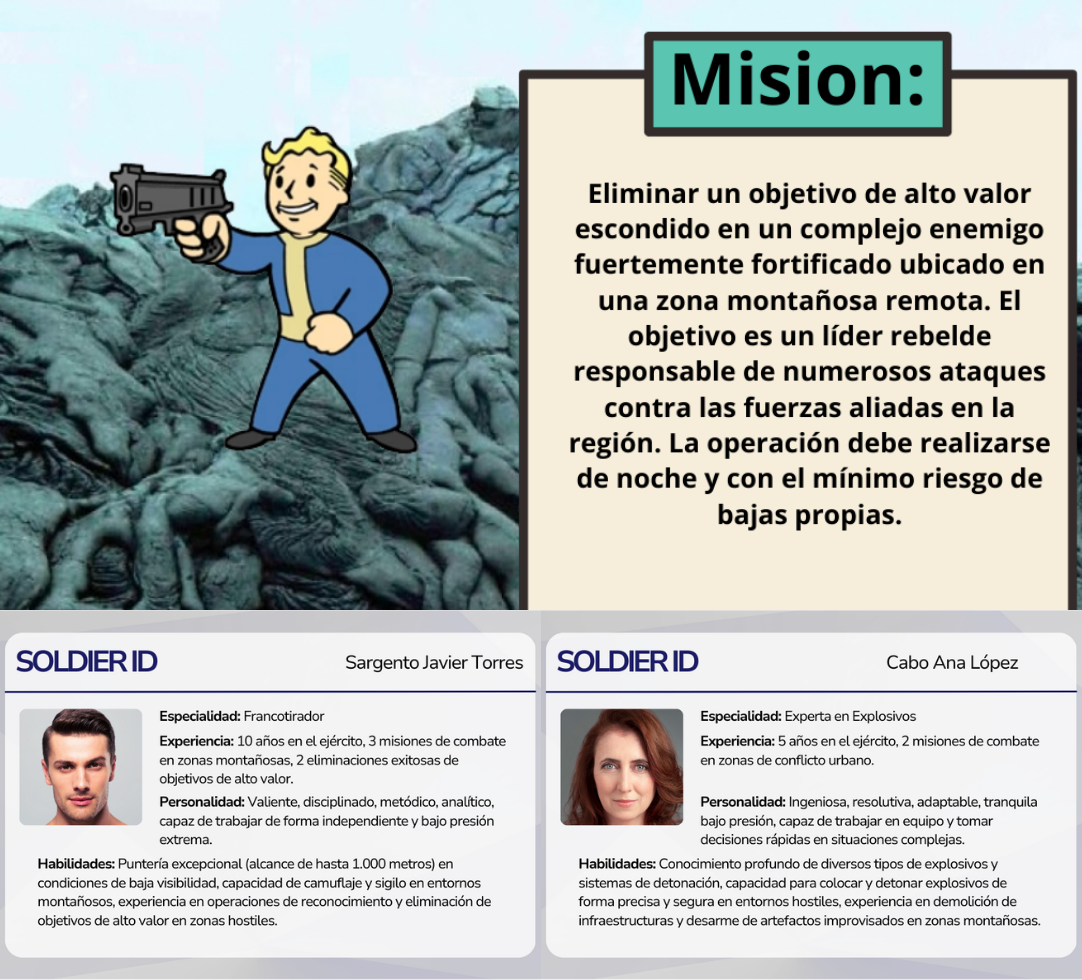 Mision:
Eliminar un objetivo de alto valor
escondido en un complejo enemigo
fuertemente fortificado ubicado en
una zona montañosa remota. El
objetivo es un líder rebelde
responsable de numerosos ataques
contra las fuerzas aliadas en la
región. La operación debe realizarse
de noche y con el mínimo riesgo de
bajas propias.
SOLDIER ID
Sargento Javier Torres
Especialidad: Francotirador
Experiencia: 10 años en el ejército, 3 misiones de combate
en zonas montañosas, 2 eliminaciones exitosas de
objetivos de alto valor.
Personalidad: Valiente, disciplinado, metódico, analítico,
capaz de trabajar de forma independiente y bajo presión
extrema.
Habilidades: Puntería excepcional (alcance de hasta 1.000 metros) en
condiciones de baja visibilidad, capacidad de camuflaje y sigilo en entornos
montañosos, experiencia en operaciones de reconocimiento y eliminación de
objetivos de alto valor en zonas hostiles.
SOLDIER ID
Cabo Ana López
Especialidad: Experta en Explosivos
Experiencia: 5 años en el ejército, 2 misiones de combate
en zonas de conflicto urbano.
Personalidad: Ingeniosa, resolutiva, adaptable, tranquila
bajo presión, capaz de trabajar en equipo y tomar
decisiones rápidas en situaciones complejas.
Habilidades: Conocimiento profundo de diversos tipos de explosivos y
sistemas de detonación, capacidad para colocar y detonar explosivos de
forma precisa y segura en entornos hostiles, experiencia en demolición de
infraestructuras y desarme de artefactos improvisados en zonas montañosas.